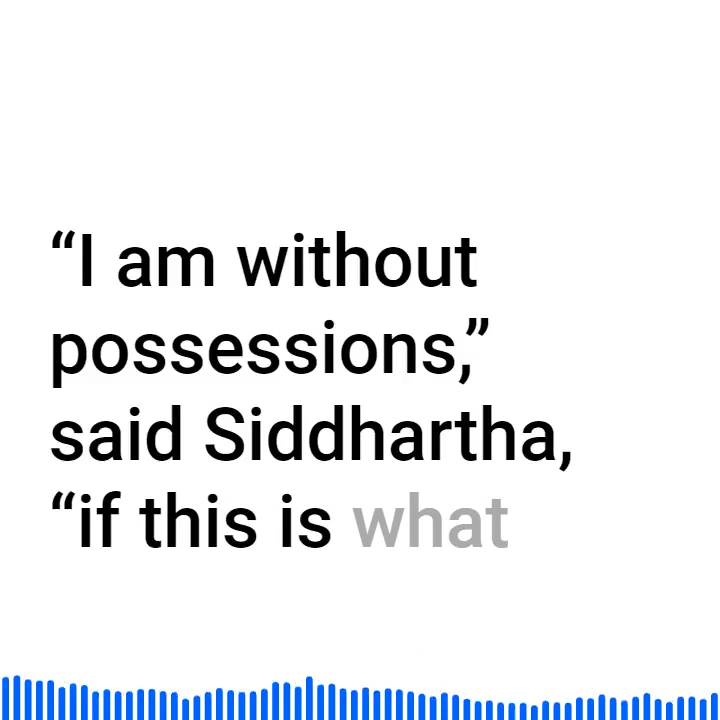 “I am without
possessions,”
said Siddhartha,
“if this is what